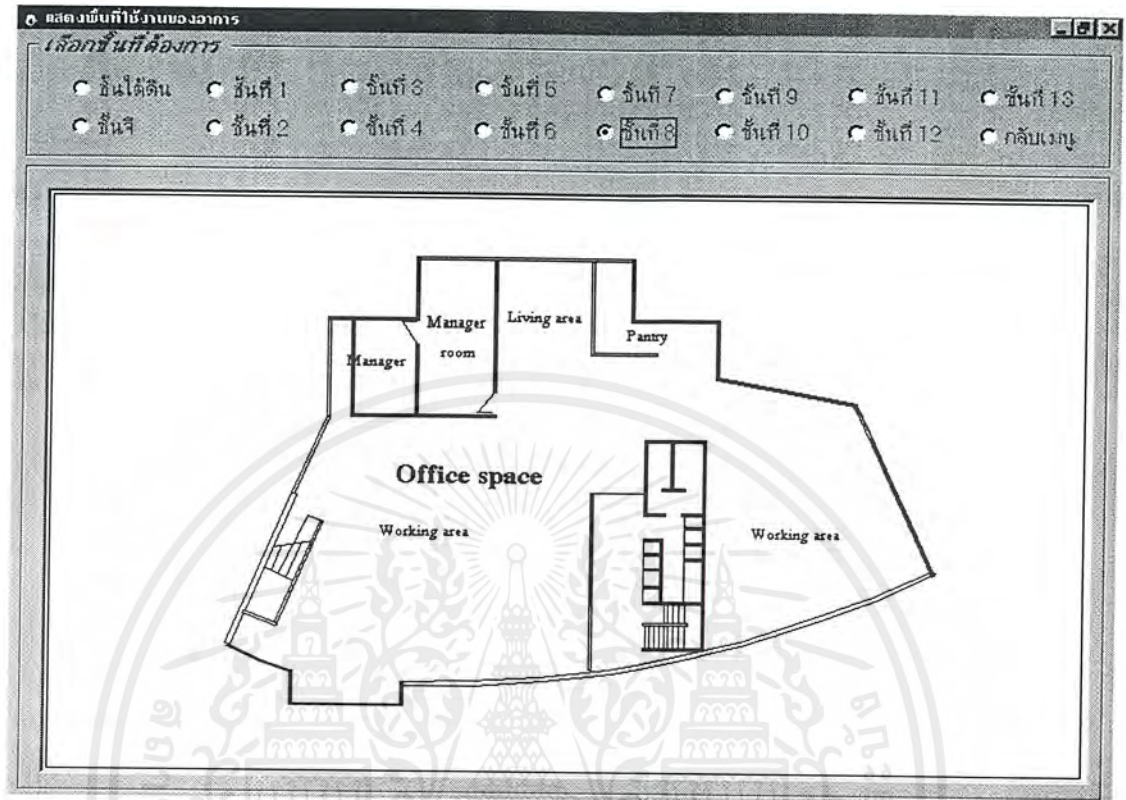 แสดงพื้นที่ใช้งานของอาคาร
เลือกชั้นที่ต้องการ
ชั้นใต้ดิน ชั้นที่ 1 ชั้นที่ 3 ชั้นที่ 5 ชั้นที่ 7 ชั้นที่ 9 ชั้นที่ 11 ชั้นที่ 13
ชั้นจี ชั้นที่ 2 ชั้นที่ 4 ชั้นที่ 6 ชั้นที่ 8 ชั้นที่ 10 ชั้นที่ 12 กลับเมนู
Manager room
Living area
Pantry
Manager
Office space
Working area
Working area